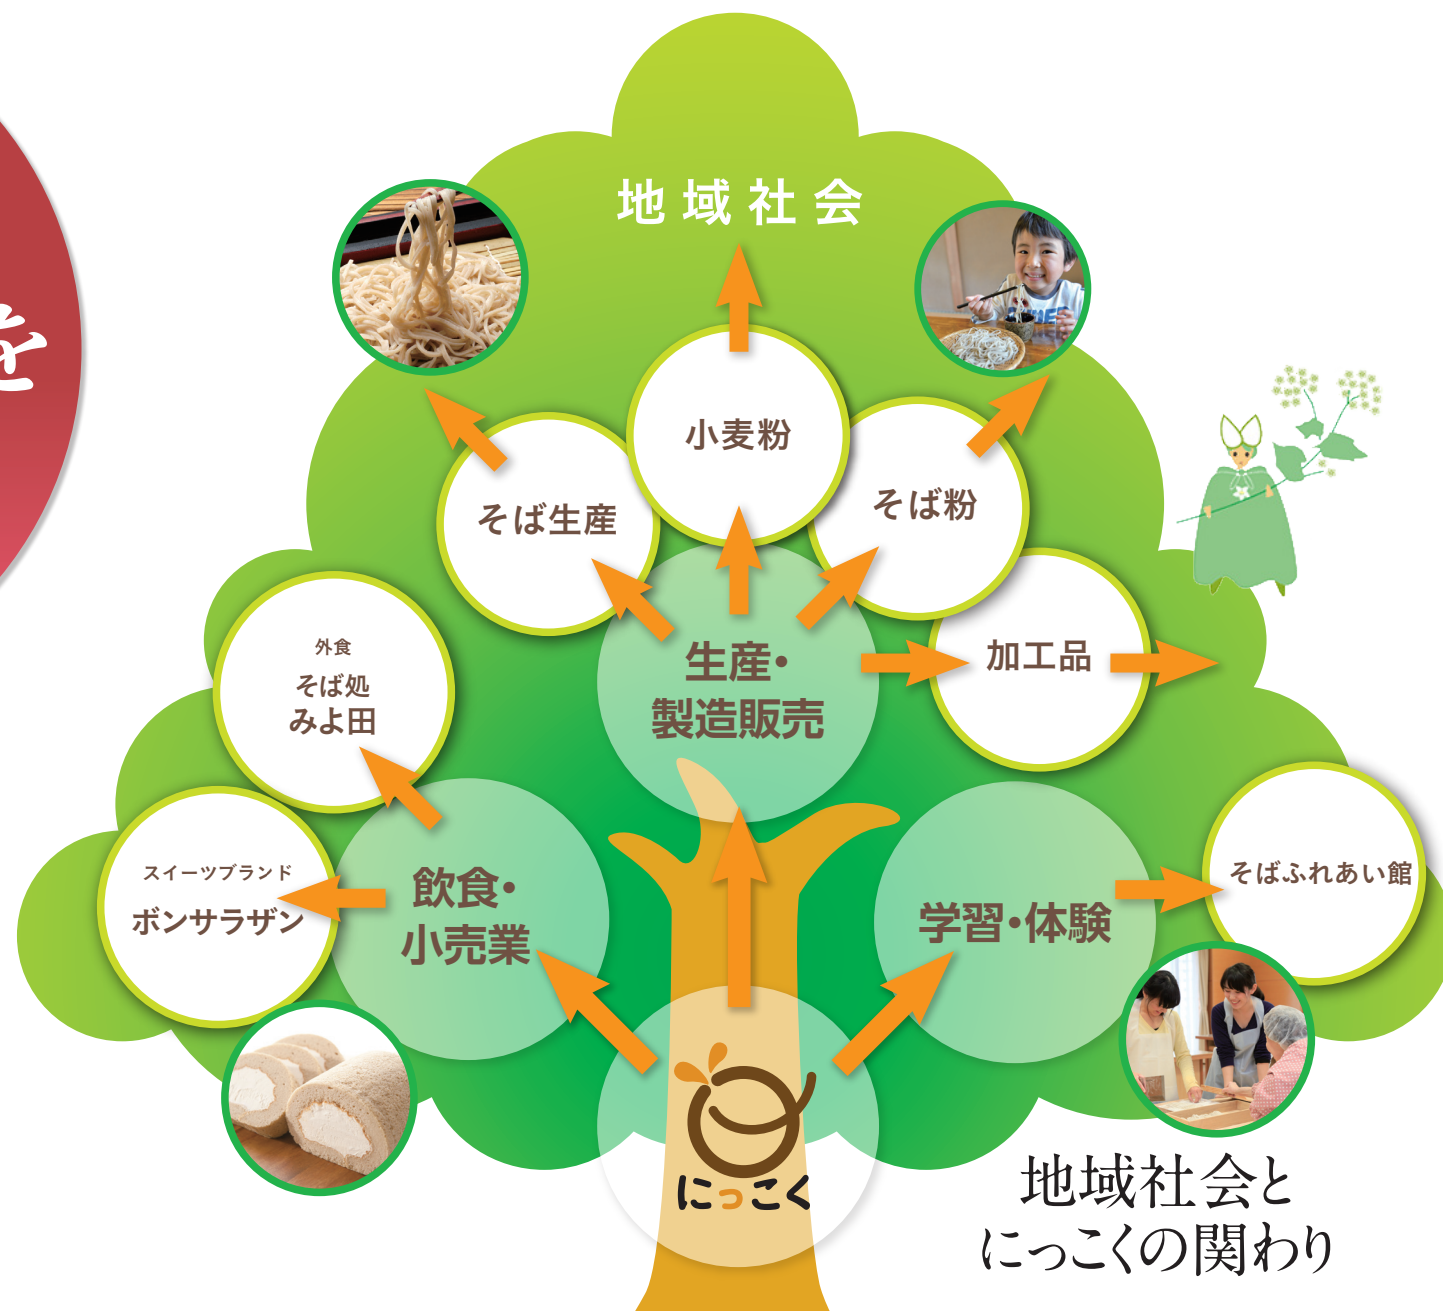 を
地域社会
小麦粉
そば粉
そば生産
外食
そば処
みよ田
生産・
製造販売
加工品
スイーツブランド
ボンサラザン
飲食・
小売業
学習・体験
そばふれあい館
にっこく
地域社会と
にっこくの関わり